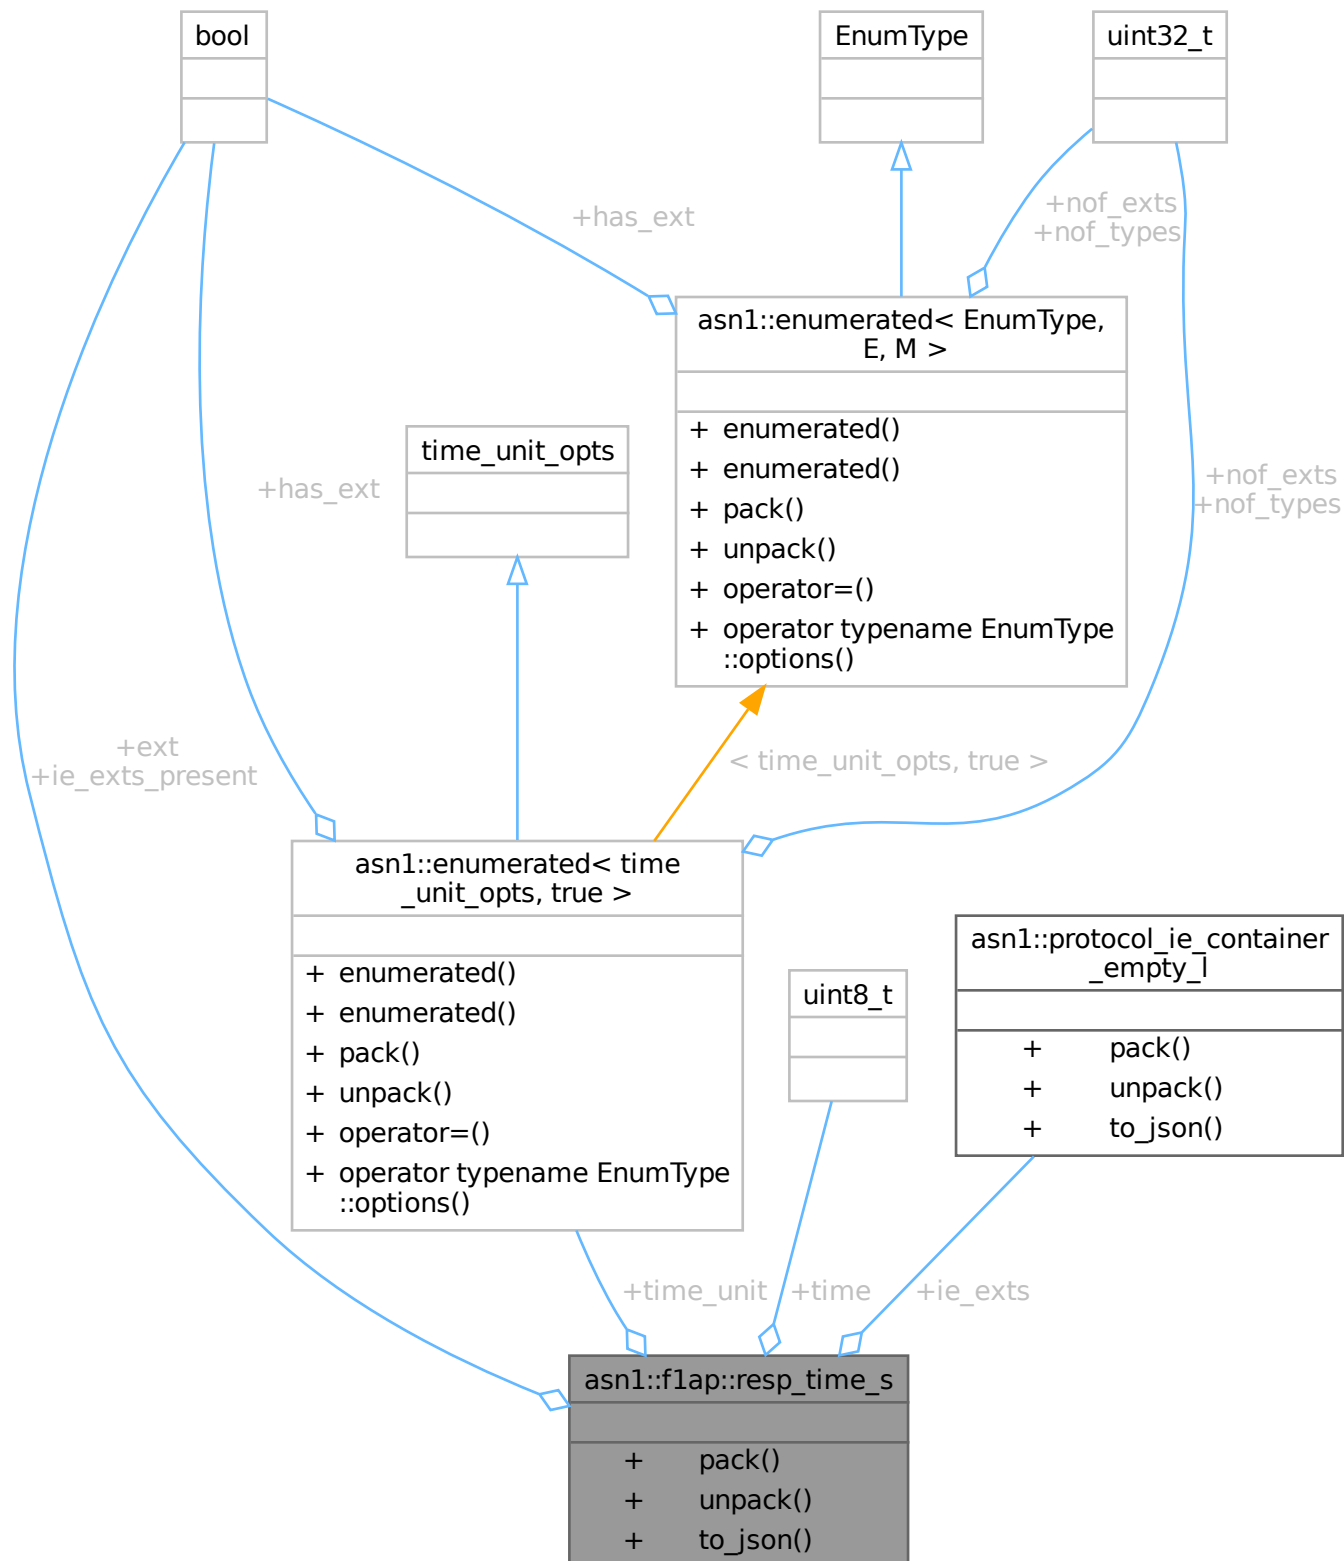 bool
EnumType
uint32_t
+has_ext
+nof_exts
+nof_types
asn1::enumerated< EnumType,
E, M >
+ enumerated()
+ enumerated()
+ pack()
+ unpack()
+ operator=()
+ operator typename EnumType
::options()
time_unit_opts
+has_ext
+nof_exts
+nof_types
+ext
+ie_exts_present
< time_unit_opts, true >
asn1::enumerated< time
_unit_opts, true >
+ enumerated()
+ enumerated()
+ pack()
+ unpack()
+ operator=()
+ operator typename EnumType
::options()
uint8_t
asn1::protocol_ie_container
_empty_l
+ pack()
+ unpack()
+ to_json()
+time_unit
+time
+ie_exts
asn1::f1ap::resp_time_s
+ pack()
+ unpack()
+ to_json()